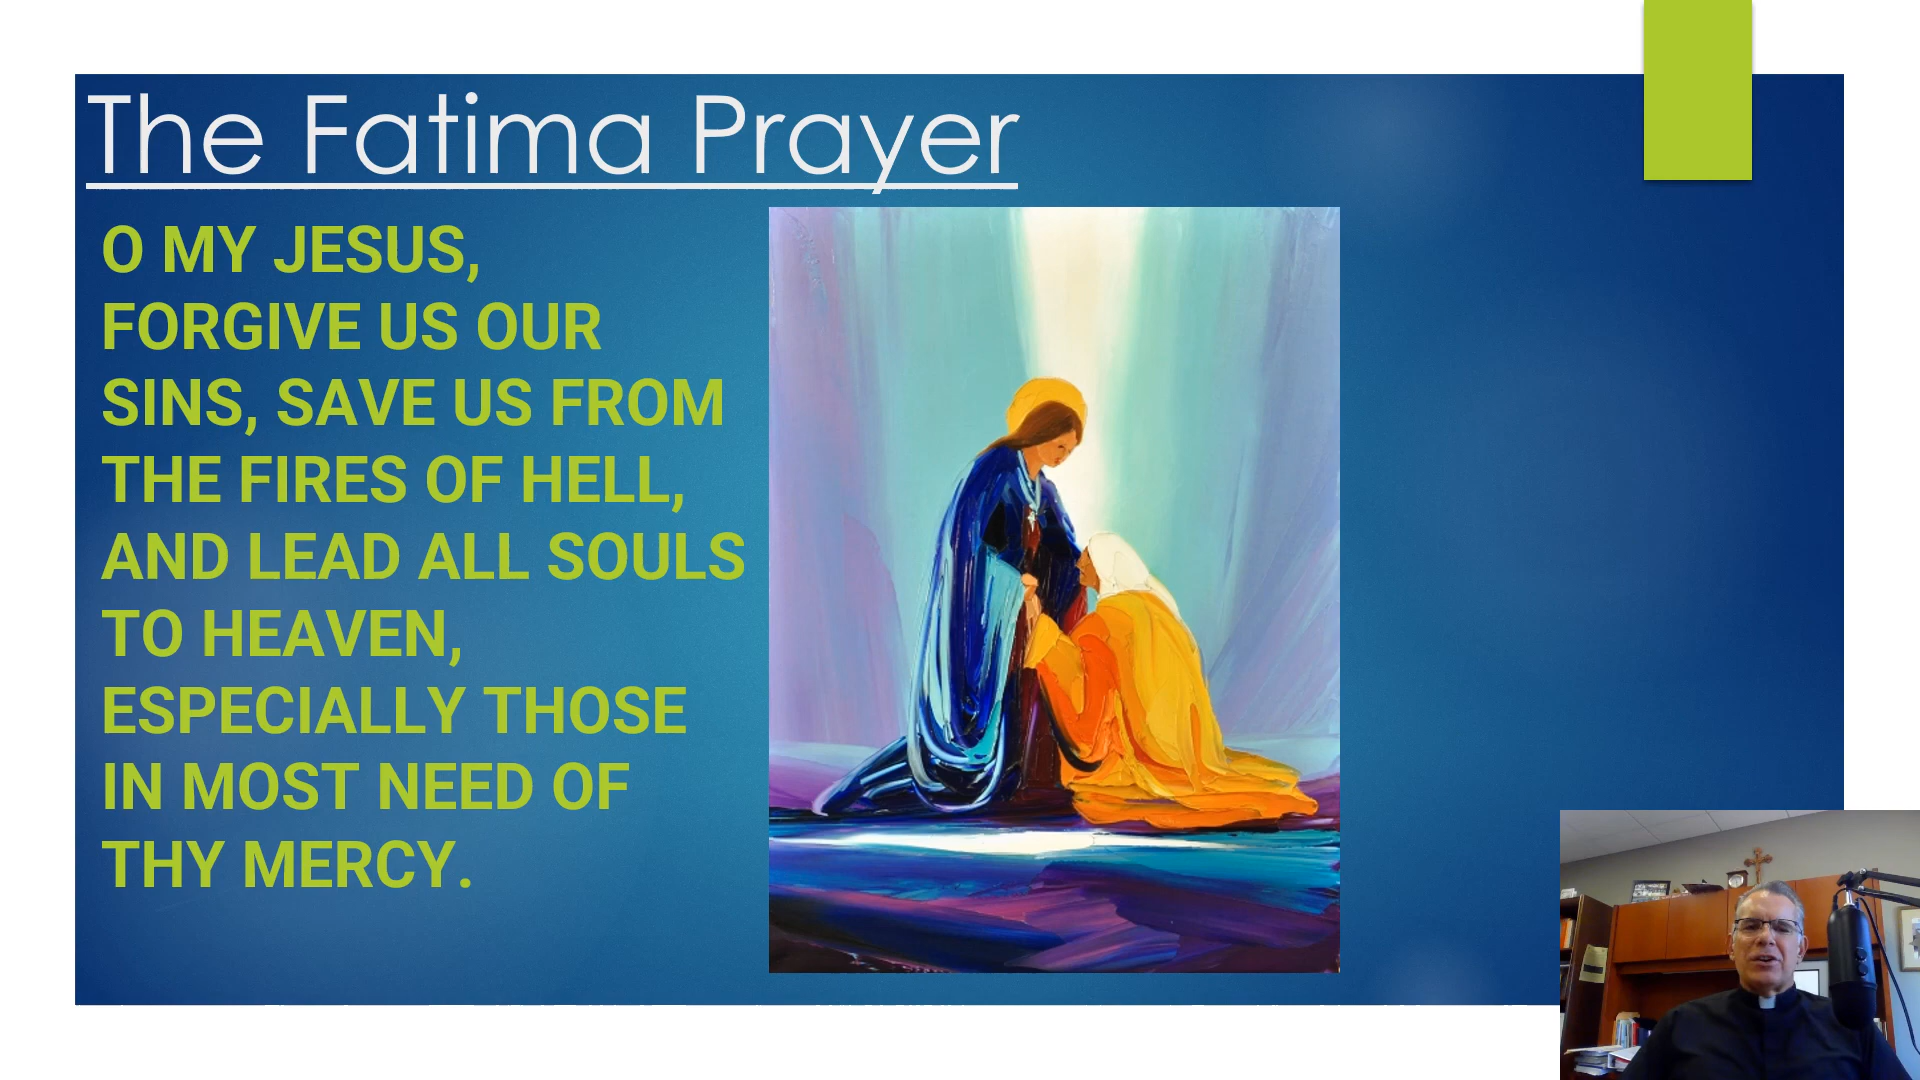 The Fatima Prayer
O MY JESUS,
FORGIVE US OUR
SINS, SAVE US FROM
THE FIRES OF HELL,
AND LEAD ALL SOULS
TO HEAVEN,
ESPECIALLY THOSE
IN MOST NEED OF
THY MERCY.